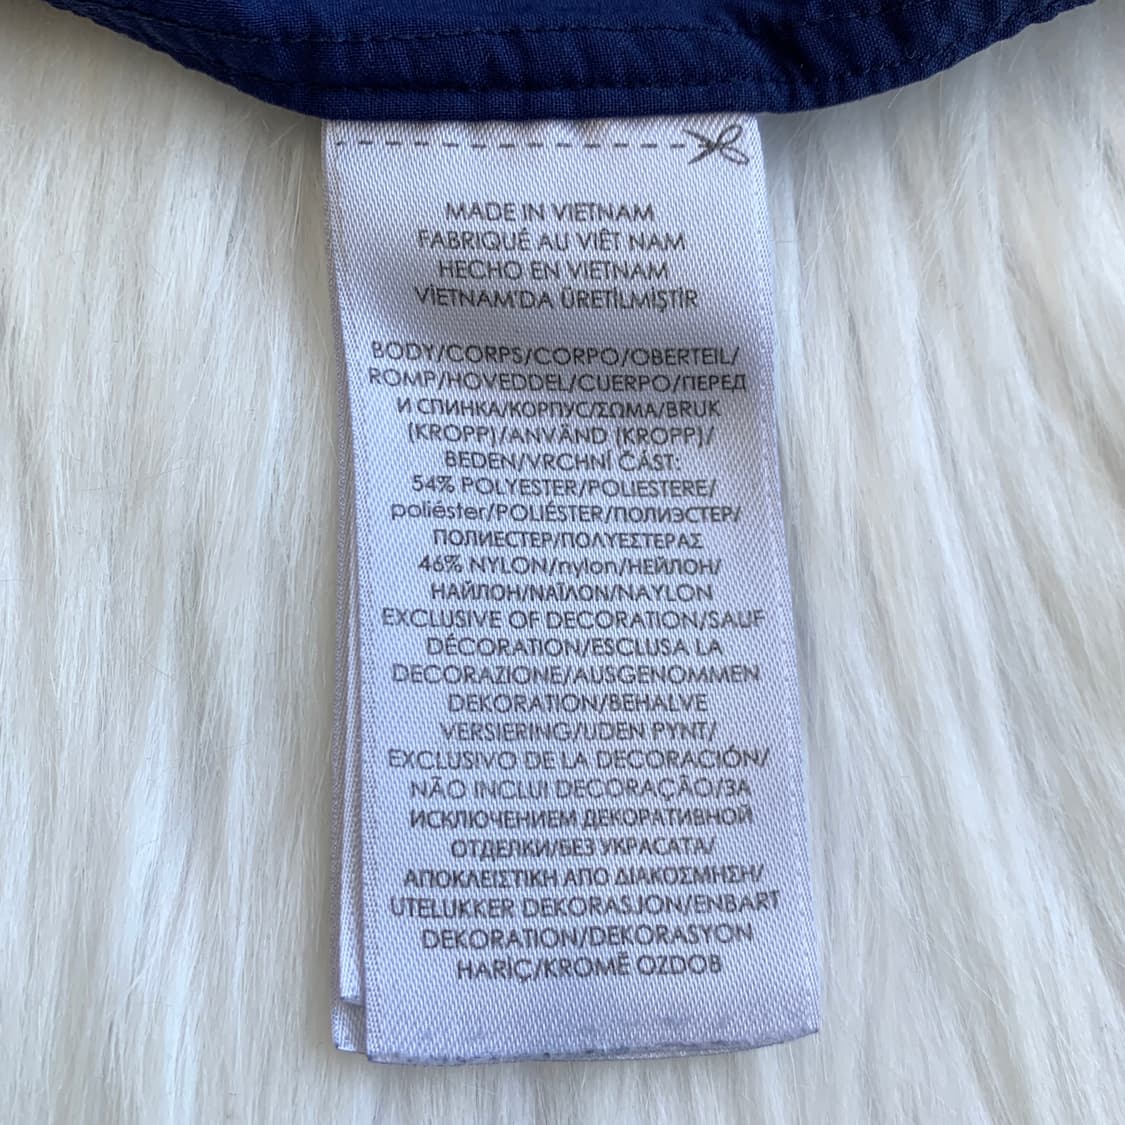 MADE IN VIETNAM
FABRIQUÉ AU VIÊT NAM
HECHO EN VIETNAM
VİETNAM'DA ÜRETİLMİŞTİR
BODY/CORPS/CORPO/OBERTEIL/
ROMP/HOVEDDEL/CUERPO/ПЕРЕД
И СПИНКА/КОРПУС/ΣΩΜΑ/BRUK
(KROPP)/ANVÄND (KROPP)/
BEDEN/VRCHNÍ ČÁST:
54% POLYESTER/POLIESTERE/
poliéster/POLIÉSTER/ПОЛИЭСТЕР/
ПОЛИЕСТЕР/ΠΟΛΥΕΣΤΕΡΑΣ
46% NYLON/nylon/НЕЙЛОН/
НАЙЛОН/ΝΑΪΛΟΝ/NAYLON
EXCLUSIVE OF DECORATION/SAUF
DÉCORATION/ESCLUSA LA
DECORAZIONE/AUSGENOMMEN
DEKORATION/BEHALVE
VERSIERING/UDEN PYNT/
EXCLUSIVO DE LA DECORACIÓN/
NÃO INCLUI DECORAÇÃO/ЗА
ИСКЛЮЧЕНИЕМ ДЕКОРАТИВНОЙ
ОТДЕЛКИ/БЕЗ УКРАСАТА/
ΑΠΟΚΛΕΙΣΤΙΚΗ ΑΠΟ ΔΙΑΚΟΣΜΗΣΗ/
UTELUKKER DEKORASJON/ENBART
DEKORATION/DEKORASYON
HARİÇ/KROMĚ OZDOB